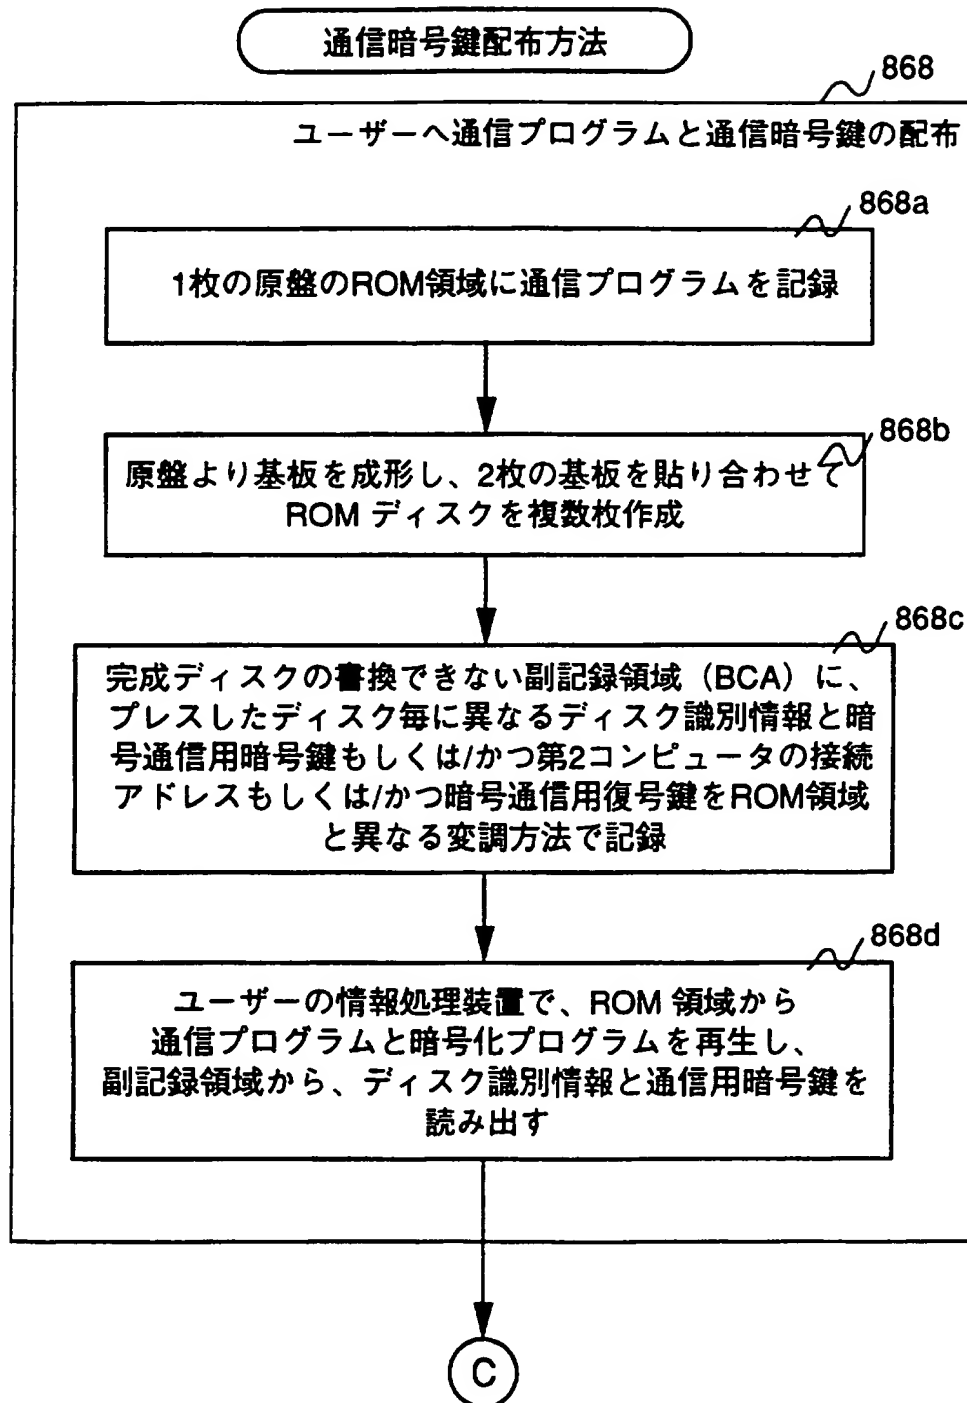 通信暗号鍵配布方法
868
ユーザーへ通信プログラムと通信暗号鍵の配布
868a
1枚の原盤のROM領域に通信プログラムを記録
868b
原盤より基板を成形し、2枚の基板を貼り合わせて
ROM ディスクを複数枚作成
868c
完成ディスクの書換できない副記録領域（BCA）に、
プレスしたディスク毎に異なるディスク識別情報と暗
号通信用暗号鍵もしくは/かつ第2コンピュータの接続
アドレスもしくは/かつ暗号通信用復号鍵をROM領域
と異なる変調方法で記録
868d
ユーザーの情報処理装置で、ROM 領域から
通信プログラムと暗号化プログラムを再生し、
副記録領域から、ディスク識別情報と通信用暗号鍵を
読み出す
C